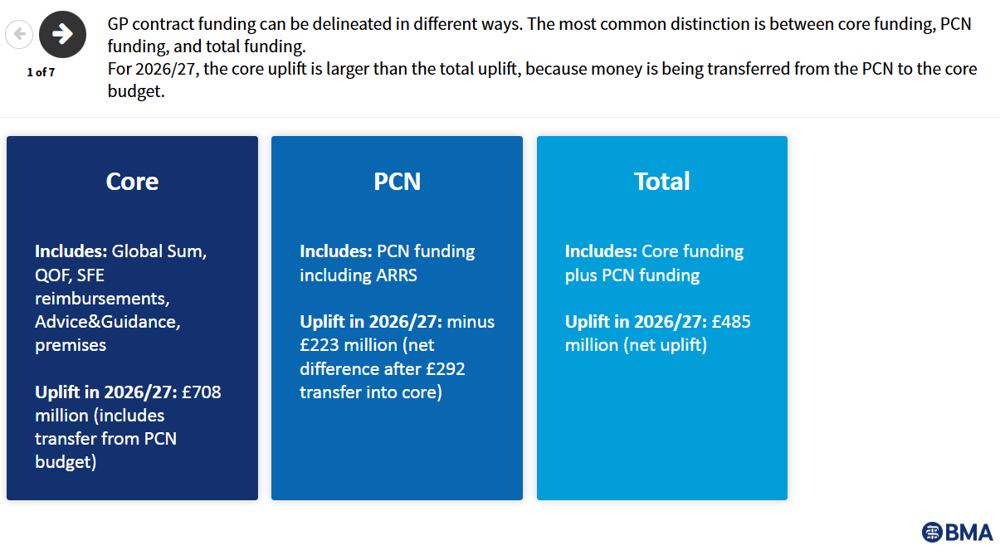 GP contract funding can be delineated in different ways. The most common distinction is between core funding, PCN
funding, and total funding.
For 2026/27, the core uplift is larger than the total uplift, because money is being transferred from the PCN to the core
budget.
1 of 7
Core
Includes: Global Sum,
QOF, SFE
reimbursements,
Advice&Guidance,
premises
Uplift in 2026/27: £708
million (includes
transfer from PCN
budget)
PCN
Includes: PCN funding
including ARRS
Uplift in 2026/27: minus
£223 million (net
difference after £292
transfer into core)
Total
Includes: Core funding
plus PCN funding
Uplift in 2026/27: £485
million (net uplift)
BMA